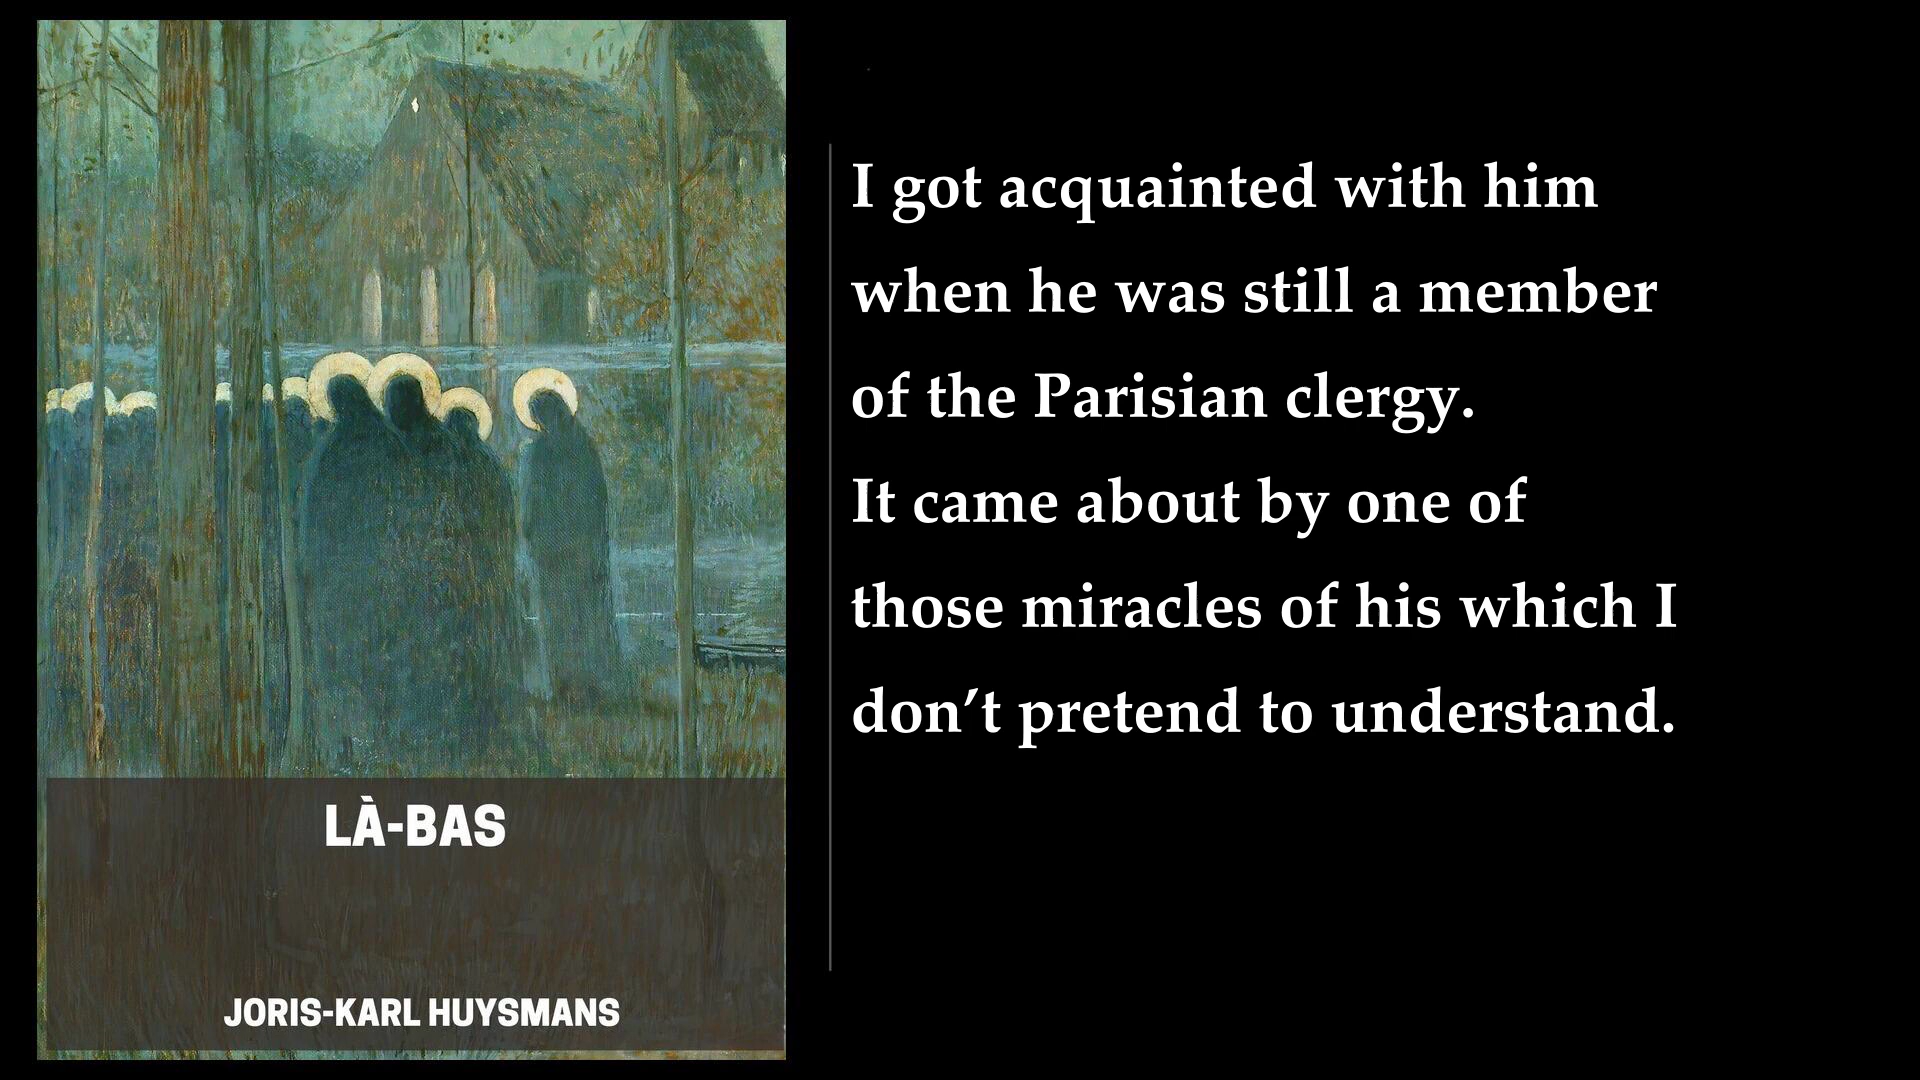 LÀ-BAS
JORIS-KARL HUYSMANS
I got acquainted with him
when he was still a member
of the Parisian clergy.
It came about by one of
those miracles of his which I
don’t pretend to understand.